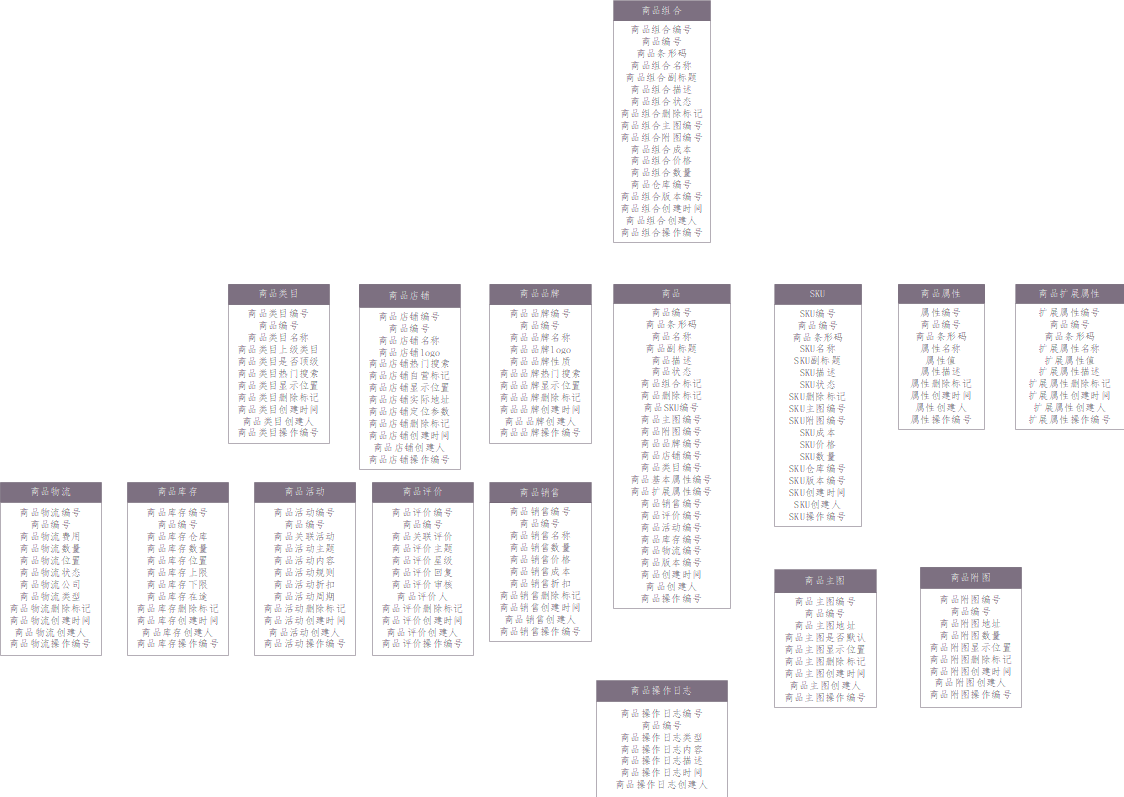 商品组合
商品组合编号
商品编号
商品条形码
商品组合名称
商品组合副标题
商品组合描述
商品组合状态
商品组合删除标记
商品组合主图编号
商品组合附图编号
商品组合成本
商品组合价格
商品组合数量
商品仓库编号
商品组合版本编号
商品组合创建时间
商品组合创建人
商品组合操作编号
商品类目
商品类目编号
商品编号
商品类目名称
商品类目上级类目
商品类目是否顶级
商品类目热门搜索
商品类目显示位置
商品类目删除标记
商品类目创建时间
商品类目创建人
商品类目操作编号
商品店铺
商品店铺编号
商品编号
商品店铺名称
商品店铺logo
商品店铺热门搜索
商品店铺自营标记
商品店铺显示位置
商品店铺实际地址
商品店铺定位参数
商品店铺删除标记
商品店铺创建时间
商品店铺创建人
商品店铺操作编号
商品品牌
商品品牌编号
商品编号
商品品牌名称
商品品牌logo
商品品牌性质
商品品牌热门搜索
商品品牌显示位置
商品品牌删除标记
商品品牌创建时间
商品品牌创建人
商品品牌操作编号
商品
商品编号
商品条形码
商品名称
商品副标题
商品描述
商品状态
商品组合标记
商品删除标记
商品SKU编号
商品主图编号
商品附图编号
商品品牌编号
商品店铺编号
商品类目编号
商品基本属性编号
商品扩展属性编号
商品销售编号
商品评价编号
商品活动编号
商品库存编号
商品物流编号
商品版本编号
商品创建时间
商品创建人
商品操作编号
SKU
SKU编号
商品编号
商品条形码
SKU名称
SKU副标题
SKU描述
SKU状态
SKU删除标记
SKU主图编号
SKU附图编号
SKU成本
SKU价格
SKU数量
SKU仓库编号
SKU版本编号
SKU创建时间
SKU创建人
SKU操作编号
商品属性
属性编号
商品编号
商品条形码
属性名称
属性值
属性描述
属性删除标记
属性创建时间
属性创建人
属性操作编号
商品扩展属性
扩展属性编号
商品编号
商品条形码
扩展属性名称
扩展属性值
扩展属性描述
扩展属性删除标记
扩展属性创建时间
扩展属性创建人
扩展属性操作编号
商品物流
商品物流编号
商品编号
商品物流费用
商品物流数量
商品物流位置
商品物流状态
商品物流公司
商品物流类型
商品物流删除标记
商品物流创建时间
商品物流创建人
商品物流操作编号
商品库存
商品库存编号
商品编号
商品库存仓库
商品库存数量
商品库存位置
商品库存上限
商品库存下限
商品库存在途
商品库存删除标记
商品库存创建时间
商品库存创建人
商品库存操作编号
商品活动
商品活动编号
商品编号
商品关联活动
商品活动主题
商品活动内容
商品活动规则
商品活动折扣
商品活动周期
商品活动删除标记
商品活动创建时间
商品活动创建人
商品活动操作编号
商品评价
商品评价编号
商品编号
商品关联评价
商品评价主题
商品评价星级
商品评价回复
商品评价审核
商品评价人
商品评价删除标记
商品评价创建时间
商品评价创建人
商品评价操作编号
商品销售
商品销售编号
商品编号
商品销售名称
商品销售数量
商品销售价格
商品销售成本
商品销售折扣
商品销售删除标记
商品销售创建时间
商品销售创建人
商品销售操作编号
商品主图
商品主图编号
商品编号
商品主图地址
商品主图是否默认
商品主图显示位置
商品主图删除标记
商品主图创建时间
商品主图创建人
商品主图操作编号
商品附图
商品附图编号
商品编号
商品附图地址
商品附图数量
商品附图显示位置
商品附图删除标记
商品附图创建时间
商品附图创建人
商品附图操作编号
商品操作日志
商品操作日志编号
商品编号
商品操作日志类型
商品操作日志内容
商品操作日志描述
商品操作日志时间
商品操作日志创建人